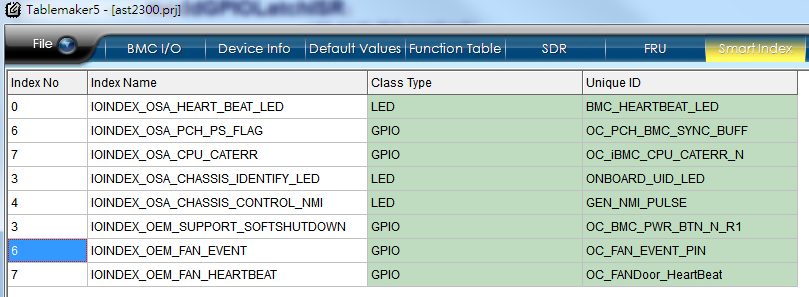 Tablemaker5 - [ast2300.prj]
File
BMC I/O
Device Info
Default Values
Function Table
SDR
FRU
Smart Index
Index No Index Name Class Type Unique ID
0 IOINDEX_OSA_HEART_BEAT_LED LED BMC_HEARTBEAT_LED
6 IOINDEX_OSA_PCH_PS_FLAG GPIO OC_PCH_BMC_SYNC_BUFF
7 IOINDEX_OSA_CPU_CATERR GPIO OC_iBMC_CPU_CATERR_N
3 IOINDEX_OSA_CHASSIS_IDENTIFY_LED LED ONBOARD_UID_LED
4 IOINDEX_OSA_CHASSIS_CONTROL_NMI LED GEN_NMI_PULSE
3 IOINDEX_OEM_SUPPORT_SOFTSHUTDOWN GPIO OC_BMC_PWR_BTN_N_R1
6 IOINDEX_OEM_FAN_EVENT GPIO OC_FAN_EVENT_PIN
7 IOINDEX_OEM_FAN_HEARTBEAT GPIO OC_FANDoor_HeartBeat